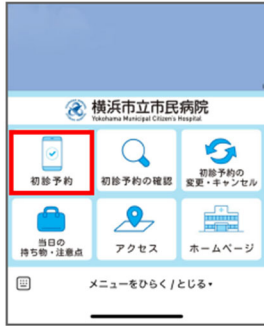 横浜市立市民病院
Yokohama Municipal Citizen's Hospital
初診予約
初診予約の確認
初診予約の
変更・キャンセル
当日の
持ち物・注意点
アクセス
ホームページ
メニューをひらく / とじる▾